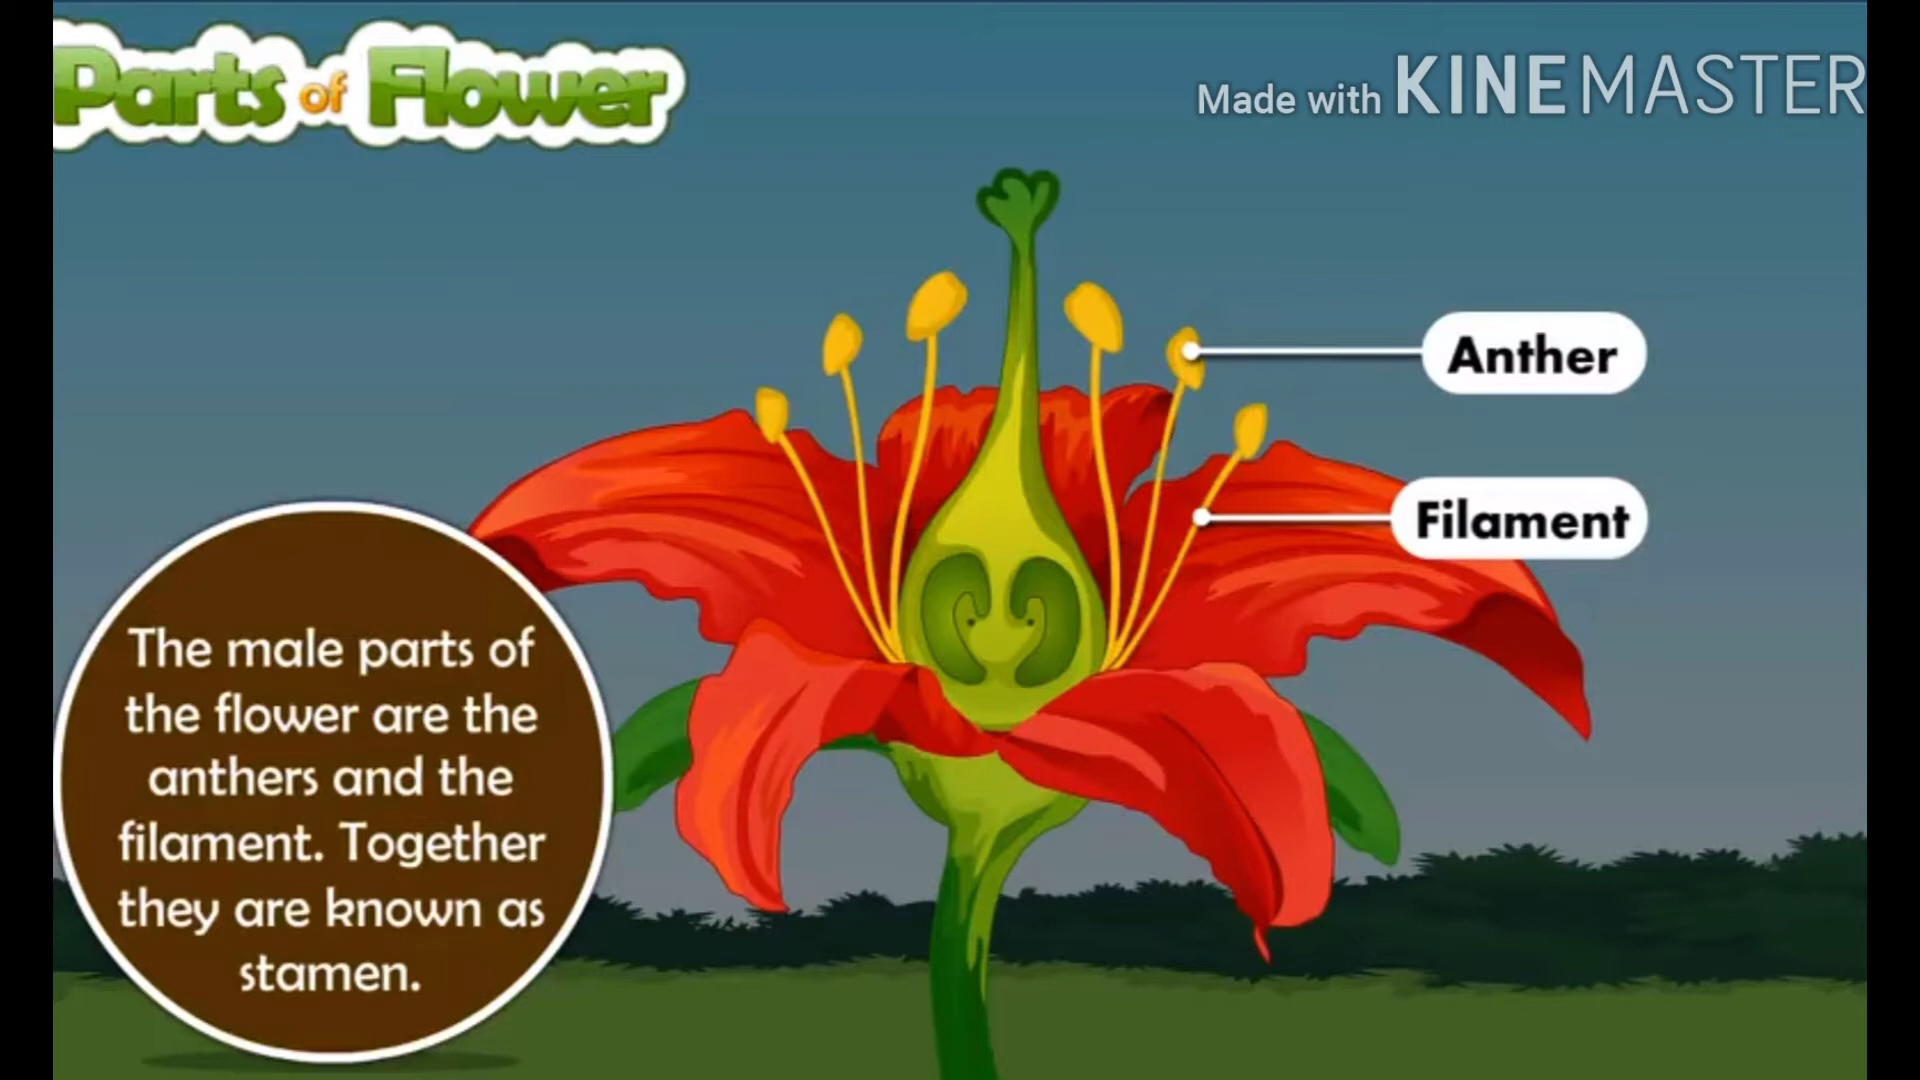 Parts of Flower
Made with KINEMASTER
Anther
Filament
The male parts of
the flower are the
anthers and the
filament. Together
they are known as
stamen.